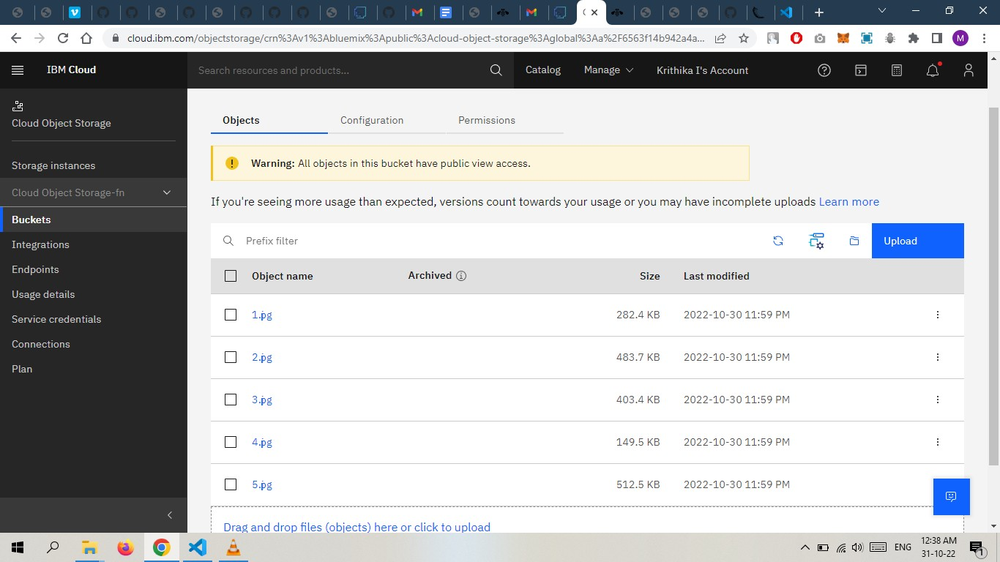 cloud.ibm.com/objectstorage/crn%3Av1%3Abluemix%3Apublic%3Acloud-object-storage%3Aglobal%3Aa%2F6563f14b942a4a...
M
IBM Cloud
Search resources and products...
Catalog
Manage
Krithika I's Account
Cloud Object Storage
Storage instances
Cloud Object Storage-fn
Buckets
Integrations
Endpoints
Usage details
Service credentials
Connections
Plan
Objects Configuration Permissions
Warning: All objects in this bucket have public view access.
If you're seeing more usage than expected, versions count towards your usage or you may have incomplete uploads Learn more
Prefix filter
Upload
Object name Archived Size Last modified
1.jpg 282.4 KB 2022-10-30 11:59 PM
2.jpg 483.7 KB 2022-10-30 11:59 PM
3.jpg 403.4 KB 2022-10-30 11:59 PM
4.jpg 149.5 KB 2022-10-30 11:59 PM
5.jpg 512.5 KB 2022-10-30 11:59 PM
Drag and drop files (objects) here or click to upload
ENG
12:38 AM
31-10-22
1